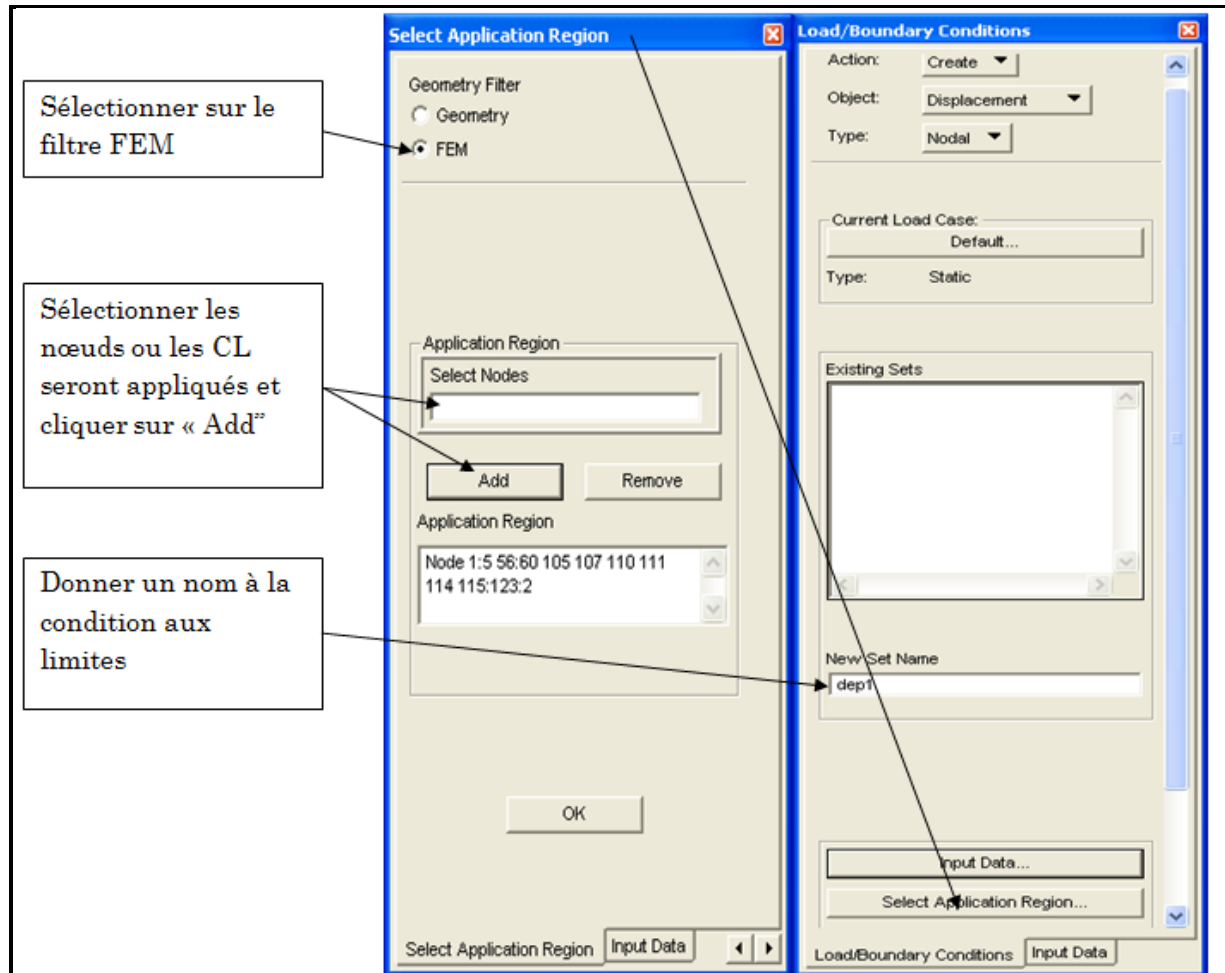 Sélectionner sur le
filtre FEM
Sélectionner les
nœuds ou les CL
seront appliqués et
cliquer sur « Add”
Donner un nom à la
condition aux
limites
Select Application Region
Geometry Filter
Geometry
FEM
Application Region
Select Nodes
Add
Remove
Application Region
Node 1:5 56:60 105 107 110 111
114 115:123:2
OK
Select Application Region
Input Data
Load/Boundary Conditions
Action:
Create
Object:
Displacement
Type:
Nodal
Current Load Case:
Default...
Type:
Static
Existing Sets
New Set Name
dep1
Input Data...
Select Application Region...
Load/Boundary Conditions
Input Data